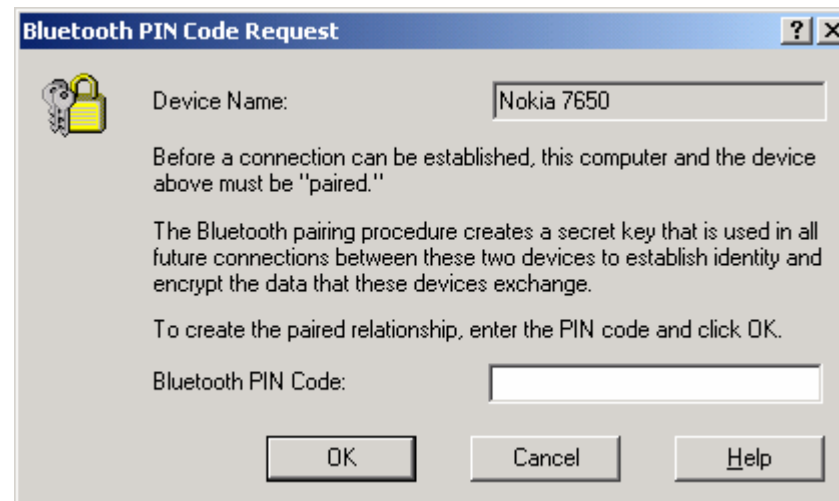 Bluetooth PIN Code Request
Device Name: Nokia 7650
Before a connection can be established, this computer and the device
above must be "paired."
The Bluetooth pairing procedure creates a secret key that is used in all
future connections between these two devices to establish identity and
encrypt the data that these devices exchange.
To create the paired relationship, enter the PIN code and click OK.
Bluetooth PIN Code:
OK Cancel Help